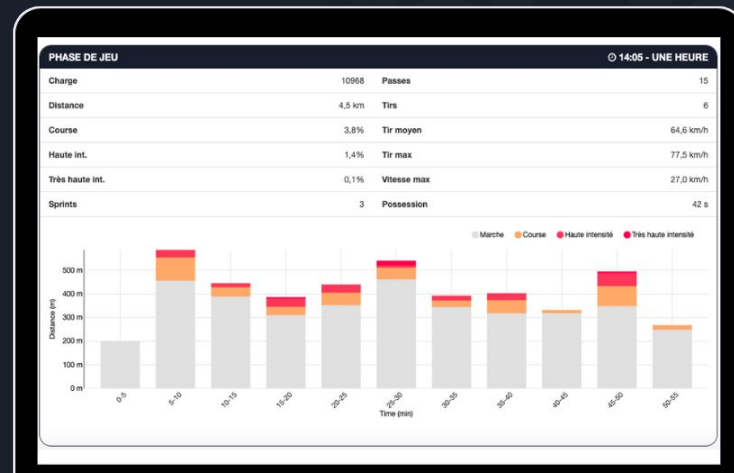 PHASE DE JEU 14:05 - UNE HEURE
Charge 10968 Passes 15
Distance 4,5 km Tirs 6
Course 3,8% Tir moyen 64,6 km/h
Haute int. 1,4% Tir max 77,5 km/h
Très haute int. 0,1% Vitesse max 27,0 km/h
Sprints 3 Possession 42 s
Marche Course Haute intensité Très haute intensité
500 m
400 m
300 m
200 m
100 m
0 m
Distance (m)
0-5 5-10 10-15 15-20 20-25 25-30 30-35 35-40 40-45 45-50 50-55
Time (min)